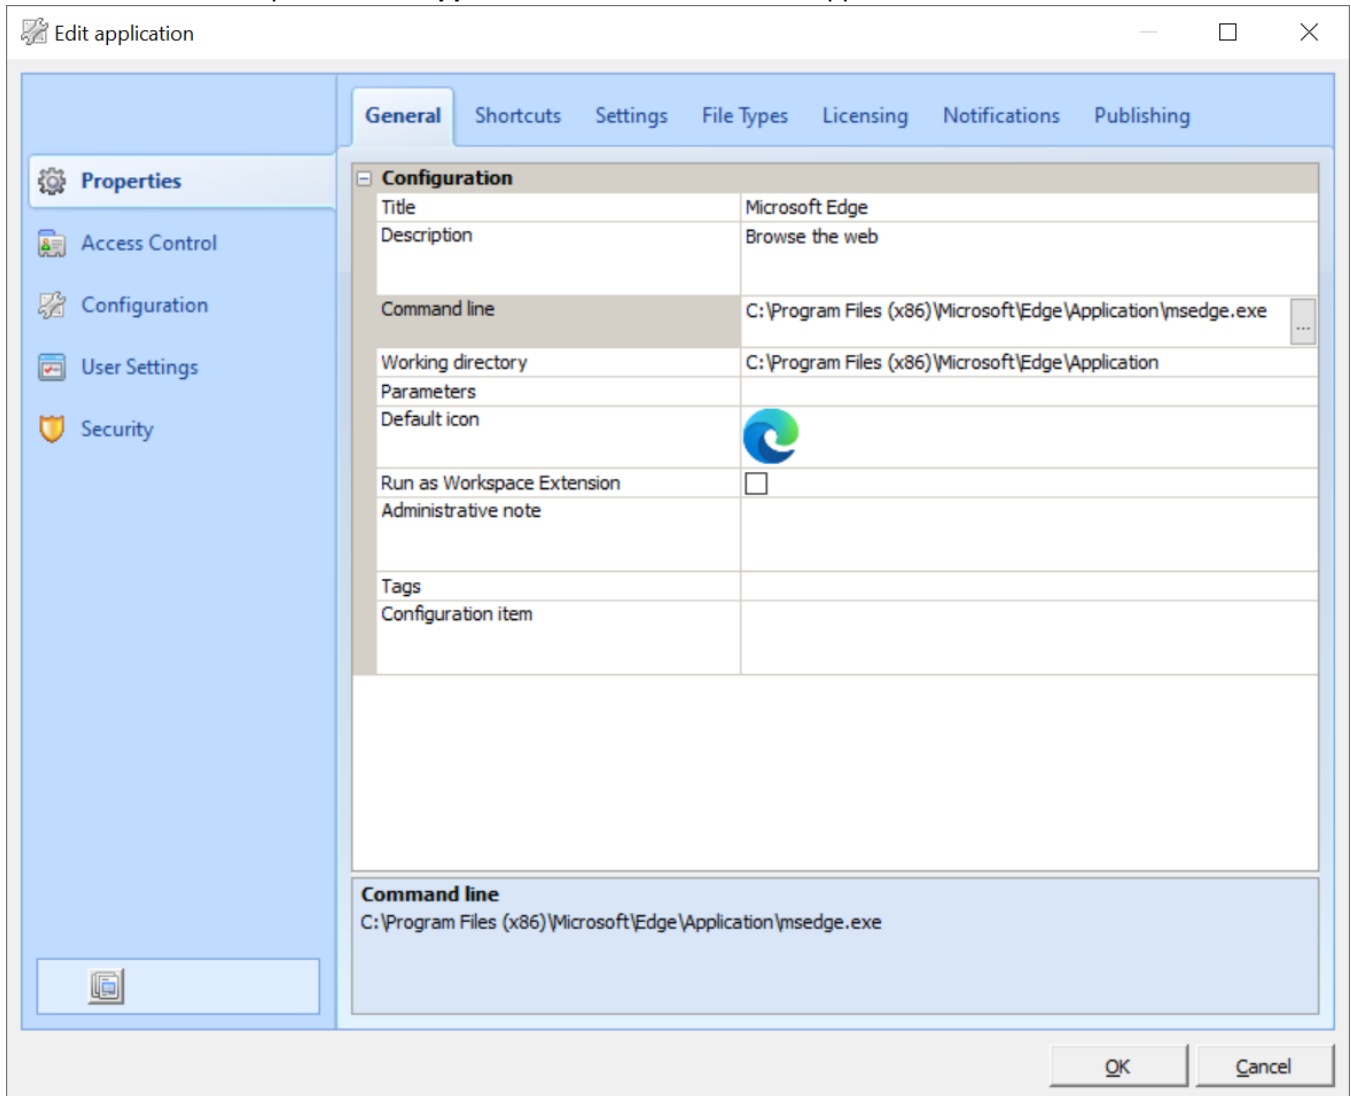 Edit application
General Shortcuts Settings File Types Licensing Notifications Publishing
Properties
Access Control
Configuration
User Settings
Security
Configuration
Title Microsoft Edge
Description Browse the web
Command line C:\Program Files (x86)\Microsoft\Edge\Application\msedge.exe ...
Working directory C:\Program Files (x86)\Microsoft\Edge\Application
Parameters
Default icon
Run as Workspace Extension
Administrative note
Tags
Configuration item
Command line
C:\Program Files (x86)\Microsoft\Edge\Application\msedge.exe
OK Cancel